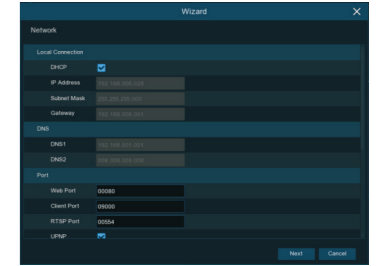 Wizard
Network
Local Connection
DHCP
IP Address
Subnet Mask
Gateway
DNS
DNS1
DNS2
Port
Web Port 00080
Client Port 09000
RTSP Port 00554
UPNP
Next Cancel